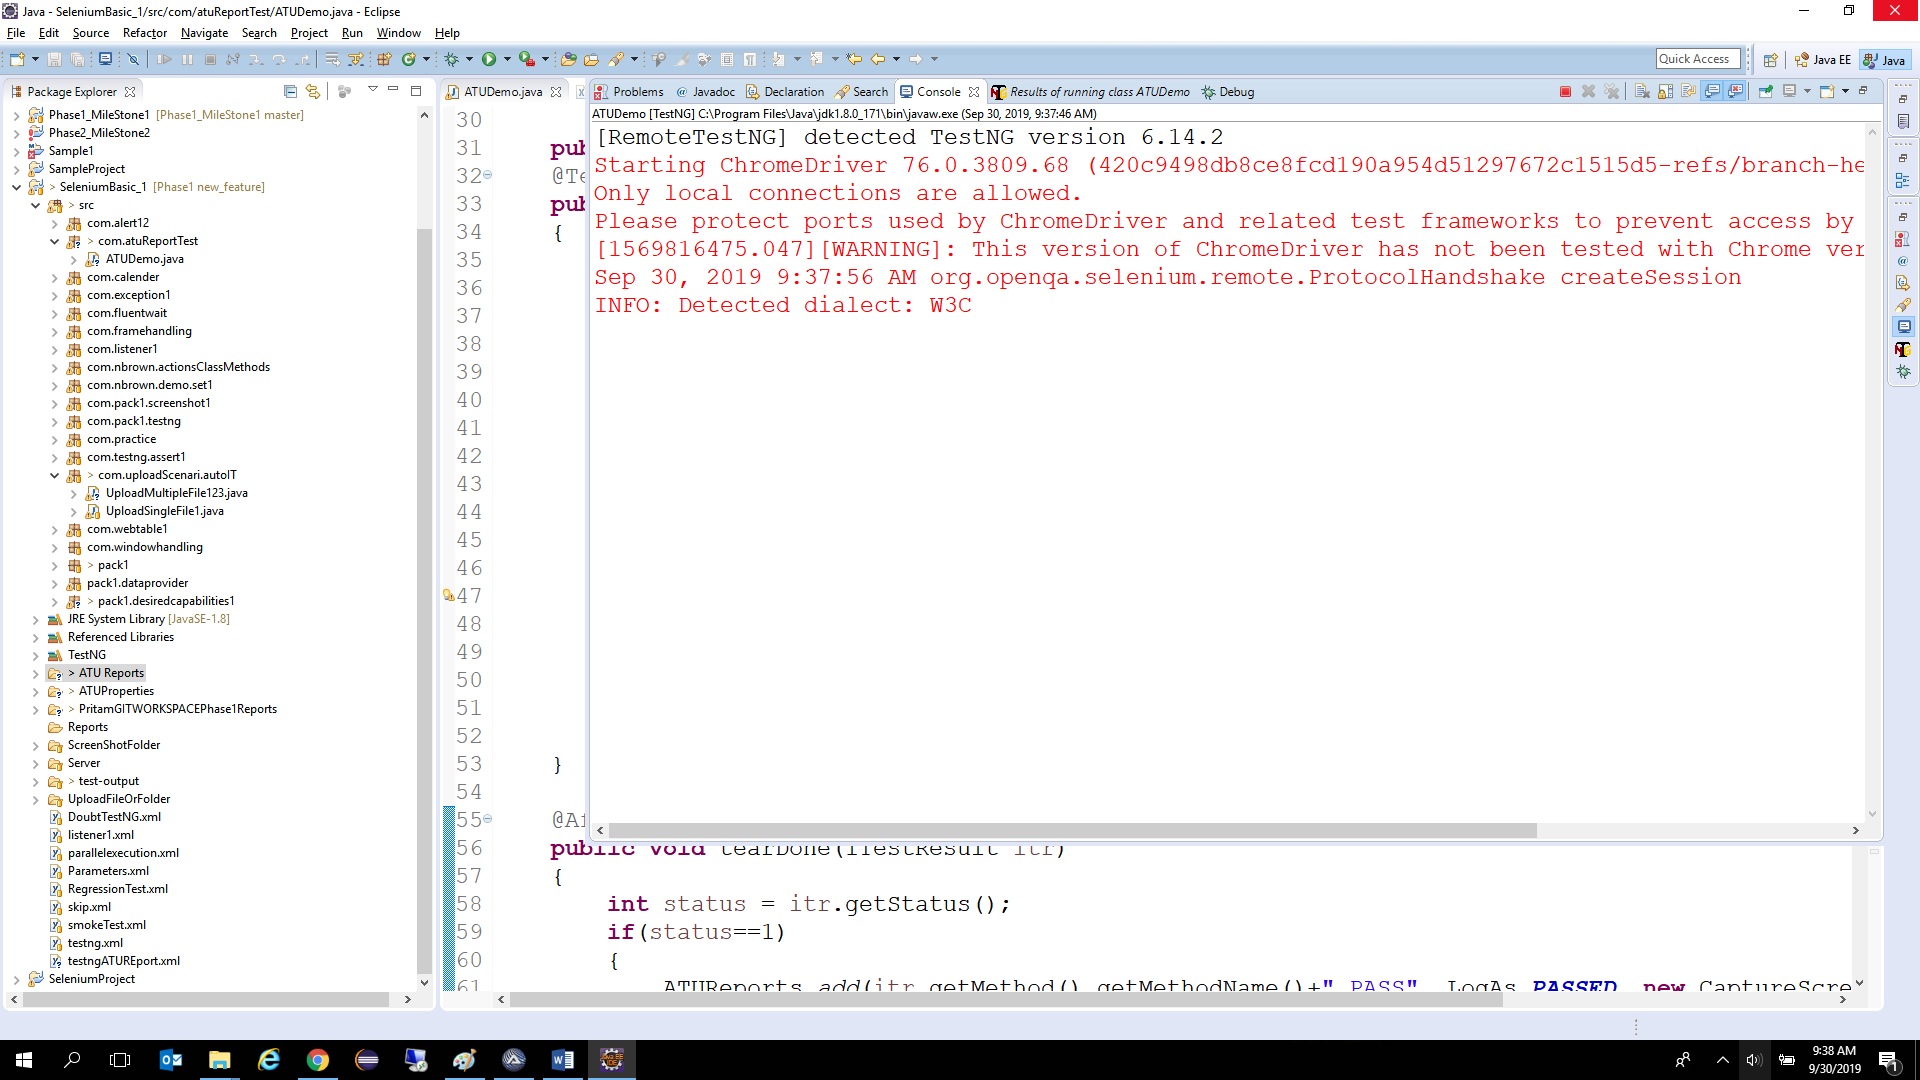 Java - SeleniumBasic_1/src/com/atuReportTest/ATUDemo.java - Eclipse
File Edit Source Refactor Navigate Search Project Run Window Help
Quick Access Java EE Java
Package Explorer
Phase1_MileStone1 [Phase1_MileStone1 master]
Phase2_MileStone2
Sample1
SampleProject
> SeleniumBasic_1 [Phase1 new_feature]
> src
com.alert12
> com.atuReportTest
ATUDemo.java
com.calender
com.exception1
com.fluentwait
com.framehandling
com.listener1
com.nbrown.actionsClassMethods
com.nbrown.demo.set1
com.pack1.screenshot1
com.pack1.testng
com.practice
com.testng.assert1
> com.uploadScenari.autoIT
UploadMultipleFile123.java
UploadSingleFile1.java
com.webtable1
com.windowhandling
> pack1
pack1.dataprovider
> pack1.desiredcapabilities1
JRE System Library [JavaSE-1.8]
Referenced Libraries
TestNG
> ATU Reports
> ATUProperties
> PritamGITWORKSPACEPhase1Reports
Reports
ScreenShotFolder
Server
> test-output
UploadFileOrFolder
DoubtTestNG.xml
listener1.xml
parallelexecution.xml
Parameters.xml
RegressionTest.xml
skip.xml
smokeTest.xml
testng.xml
testngATUREport.xml
SeleniumProject
ATUDemo.java
30
31 pub
32 @Te
33 pub
34 {
35
36
37
38
39
40
41
42
43
44
45
46
47
48
49
50
51
52
53 }
54
55 @Af
56 public void tearDone(ITestResult itr)
57 {
58 int status = itr.getStatus();
59 if(status==1)
60 {
61 ATUReports.add(itr.getMethod().getMethodName()+" PASS", LogAs.PASSED, new CaptureScre
Problems @ Javadoc Declaration Search Console Results of running class ATUDemo Debug
ATUDemo [TestNG] C:\Program Files\Java\jdk1.8.0_171\bin\javaw.exe (Sep 30, 2019, 9:37:46 AM)
[RemoteTestNG] detected TestNG version 6.14.2
Starting ChromeDriver 76.0.3809.68 (420c9498db8ce8fcd190a954d51297672c1515d5-refs/branch-he
Only local connections are allowed.
Please protect ports used by ChromeDriver and related test frameworks to prevent access by
[1569816475.047][WARNING]: This version of ChromeDriver has not been tested with Chrome ver
Sep 30, 2019 9:37:56 AM org.openqa.selenium.remote.ProtocolHandshake createSession
INFO: Detected dialect: W3C
9:38 AM
9/30/2019
1